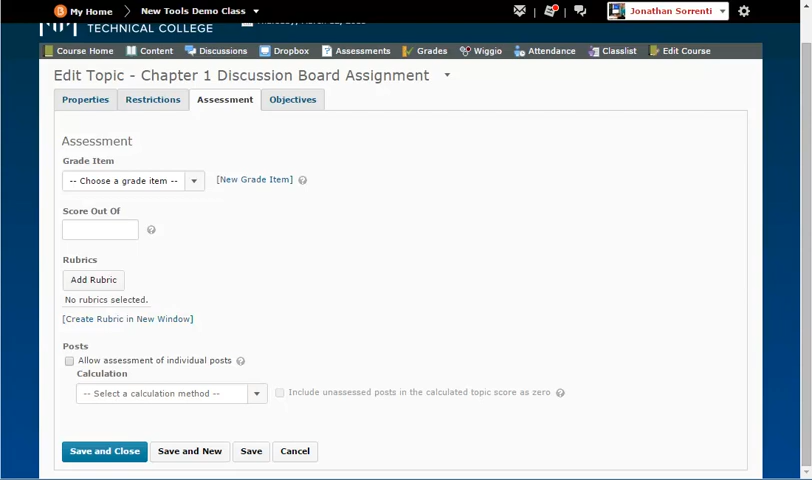 My Home
New Tools Demo Class
Jonathan Sorrenti
TECHNICAL COLLEGE
Course Home
Content
Discussions
Dropbox
Assessments
Grades
Wiggio
Attendance
Classlist
Edit Course
Edit Topic - Chapter 1 Discussion Board Assignment
Properties
Restrictions
Assessment
Objectives
Assessment
Grade Item
-- Choose a grade item --
[New Grade Item]
Score Out Of
Rubrics
Add Rubric
No rubrics selected.
[Create Rubric in New Window]
Posts
Allow assessment of individual posts
Calculation
-- Select a calculation method --
Include unassessed posts in the calculated topic score as zero
Save and Close
Save and New
Save
Cancel